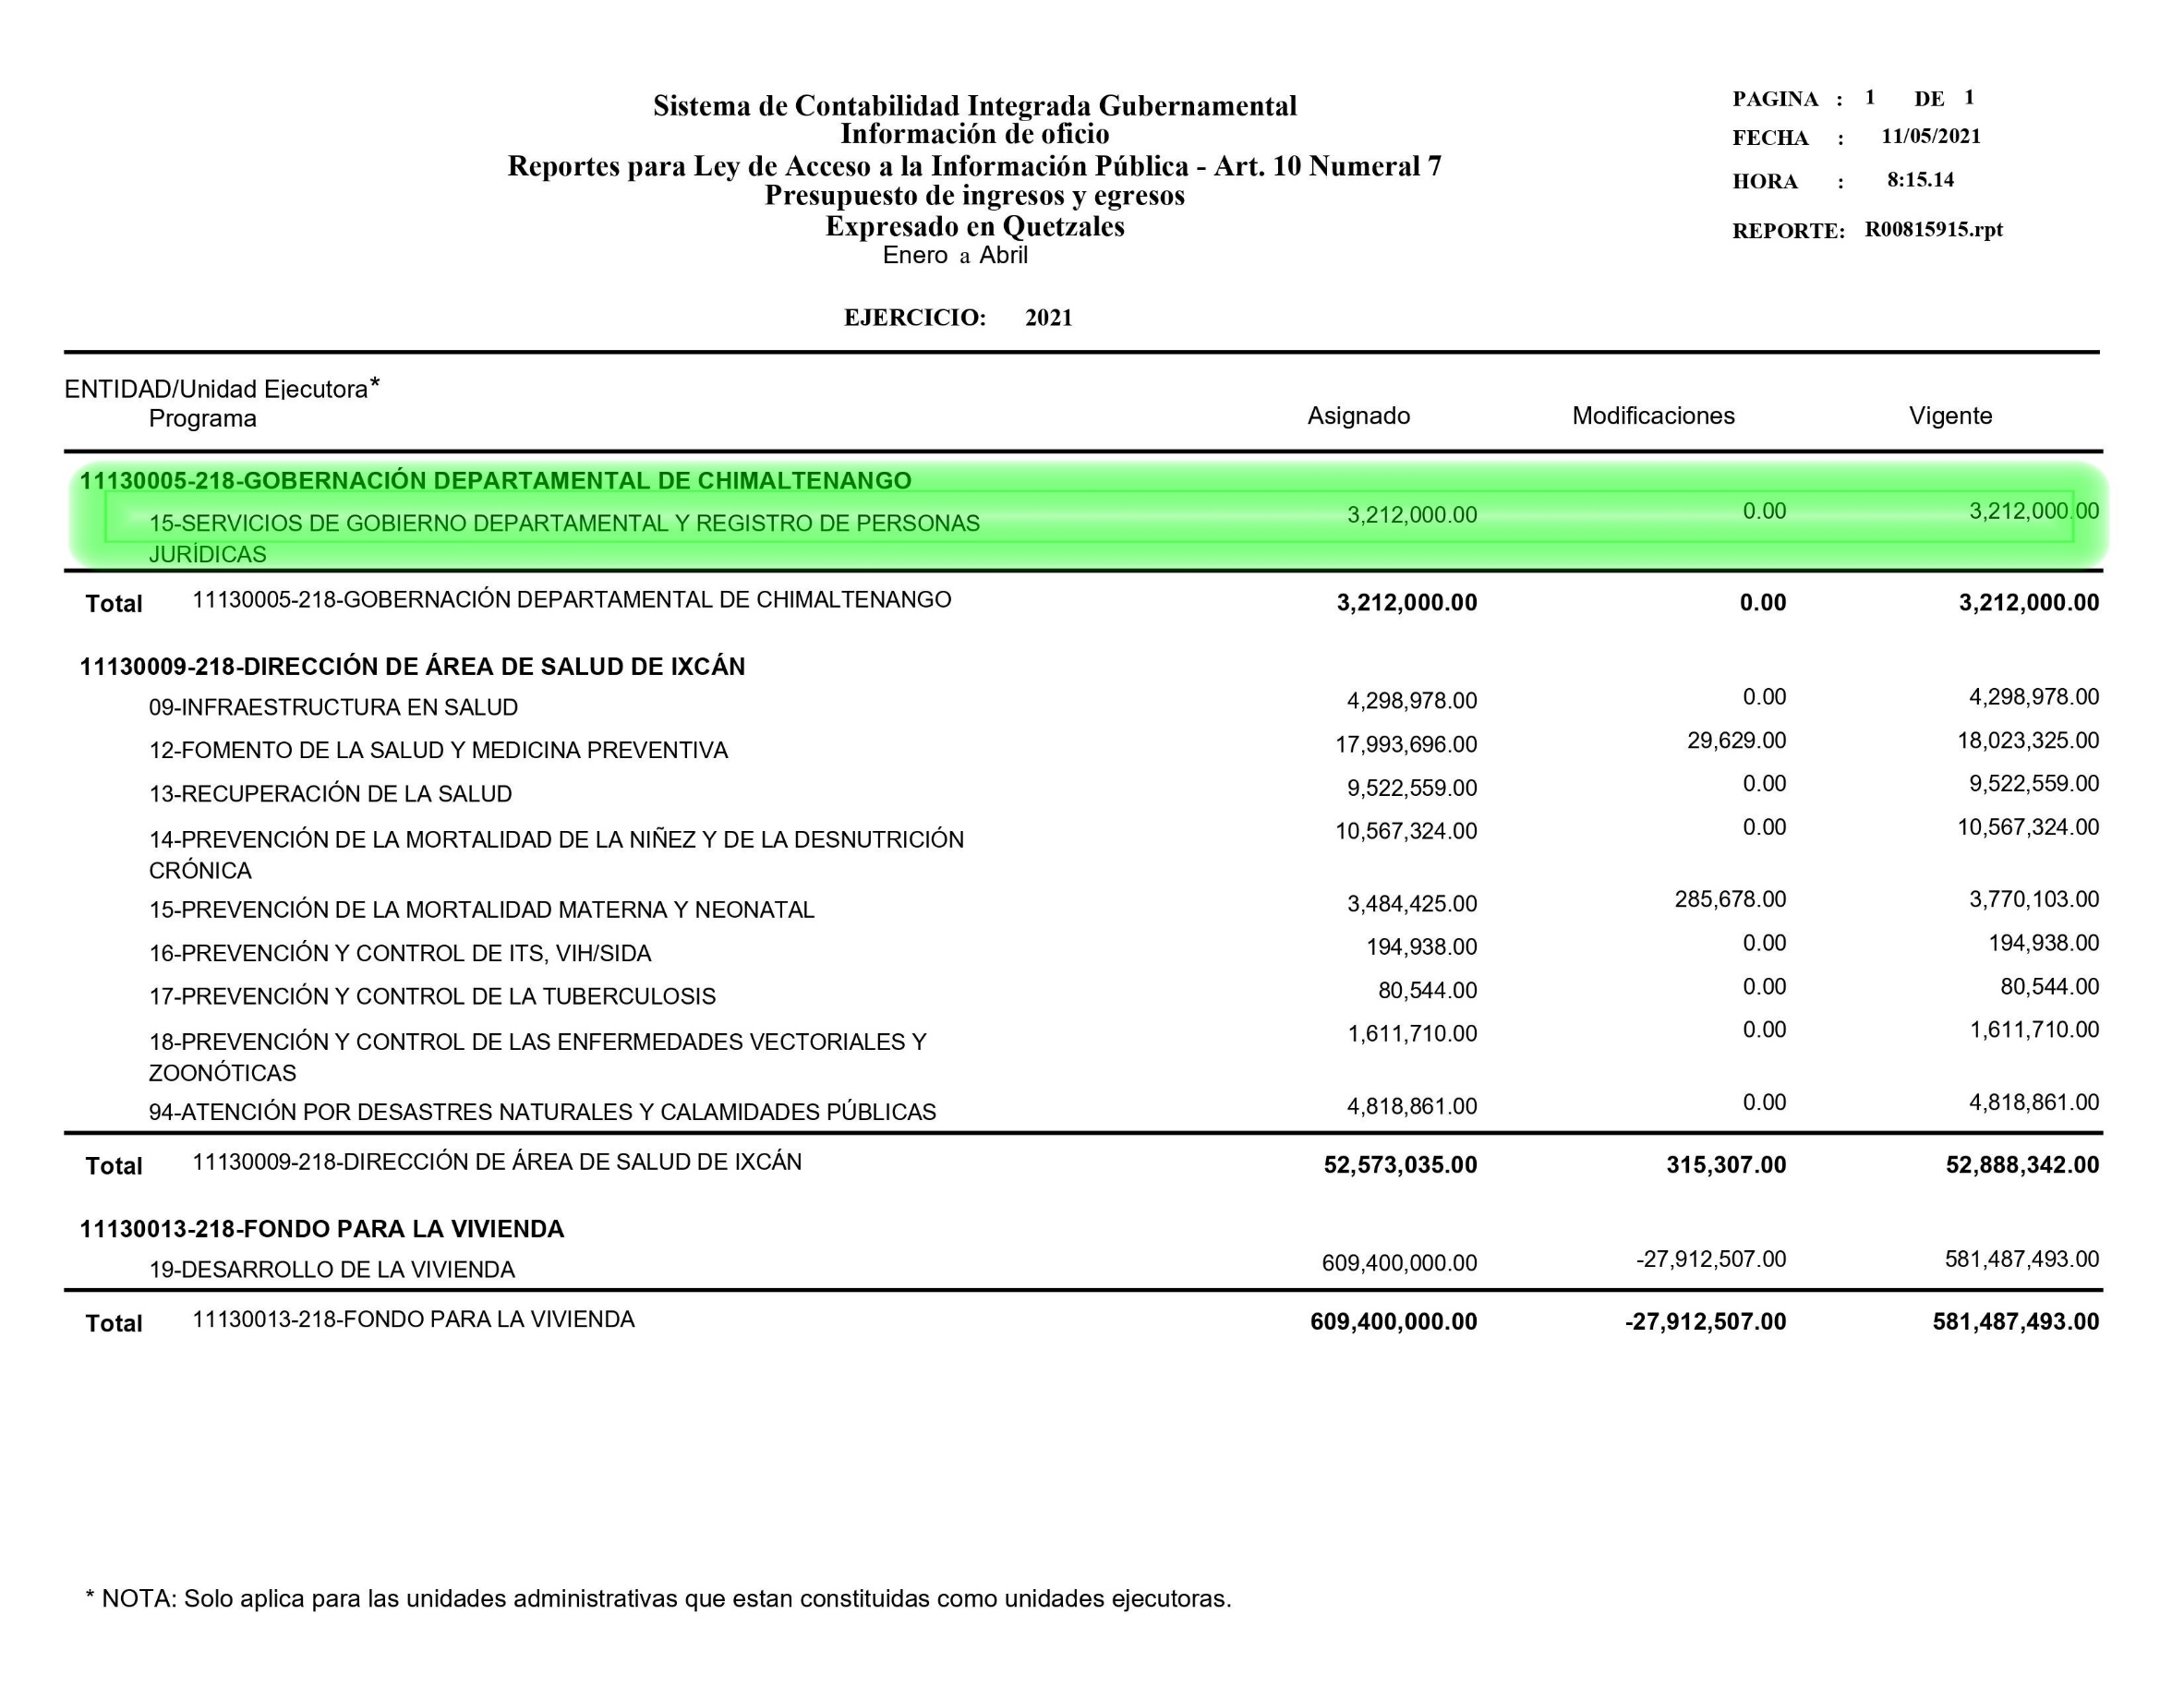 Sistema de Contabilidad Integrada Gubernamental
Información de oficio
Reportes para Ley de Acceso a la Información Pública - Art. 10 Numeral 7
Presupuesto de ingresos y egresos
Expresado en Quetzales
Enero a Abril
EJERCICIO: 2021
PAGINA : 1 DE 1
FECHA : 11/05/2021
HORA : 8:15.14
REPORTE: R00815915.rpt
ENTIDAD/Unidad Ejecutora*
Programa Asignado Modificaciones Vigente
11130005-218-GOBERNACIÓN DEPARTAMENTAL DE CHIMALTENANGO
15-SERVICIOS DE GOBIERNO DEPARTAMENTAL Y REGISTRO DE PERSONAS 3,212,000.00 0.00 3,212,000.00
JURÍDICAS
Total 11130005-218-GOBERNACIÓN DEPARTAMENTAL DE CHIMALTENANGO 3,212,000.00 0.00 3,212,000.00
11130009-218-DIRECCIÓN DE ÁREA DE SALUD DE IXCÁN
09-INFRAESTRUCTURA EN SALUD 4,298,978.00 0.00 4,298,978.00
12-FOMENTO DE LA SALUD Y MEDICINA PREVENTIVA 17,993,696.00 29,629.00 18,023,325.00
13-RECUPERACIÓN DE LA SALUD 9,522,559.00 0.00 9,522,559.00
14-PREVENCIÓN DE LA MORTALIDAD DE LA NIÑEZ Y DE LA DESNUTRICIÓN 10,567,324.00 0.00 10,567,324.00
CRÓNICA
15-PREVENCIÓN DE LA MORTALIDAD MATERNA Y NEONATAL 3,484,425.00 285,678.00 3,770,103.00
16-PREVENCIÓN Y CONTROL DE ITS, VIH/SIDA 194,938.00 0.00 194,938.00
17-PREVENCIÓN Y CONTROL DE LA TUBERCULOSIS 80,544.00 0.00 80,544.00
18-PREVENCIÓN Y CONTROL DE LAS ENFERMEDADES VECTORIALES Y 1,611,710.00 0.00 1,611,710.00
ZOONÓTICAS
94-ATENCIÓN POR DESASTRES NATURALES Y CALAMIDADES PÚBLICAS 4,818,861.00 0.00 4,818,861.00
Total 11130009-218-DIRECCIÓN DE ÁREA DE SALUD DE IXCÁN 52,573,035.00 315,307.00 52,888,342.00
11130013-218-FONDO PARA LA VIVIENDA
19-DESARROLLO DE LA VIVIENDA 609,400,000.00 -27,912,507.00 581,487,493.00
Total 11130013-218-FONDO PARA LA VIVIENDA 609,400,000.00 -27,912,507.00 581,487,493.00
* NOTA: Solo aplica para las unidades administrativas que estan constituidas como unidades ejecutoras.